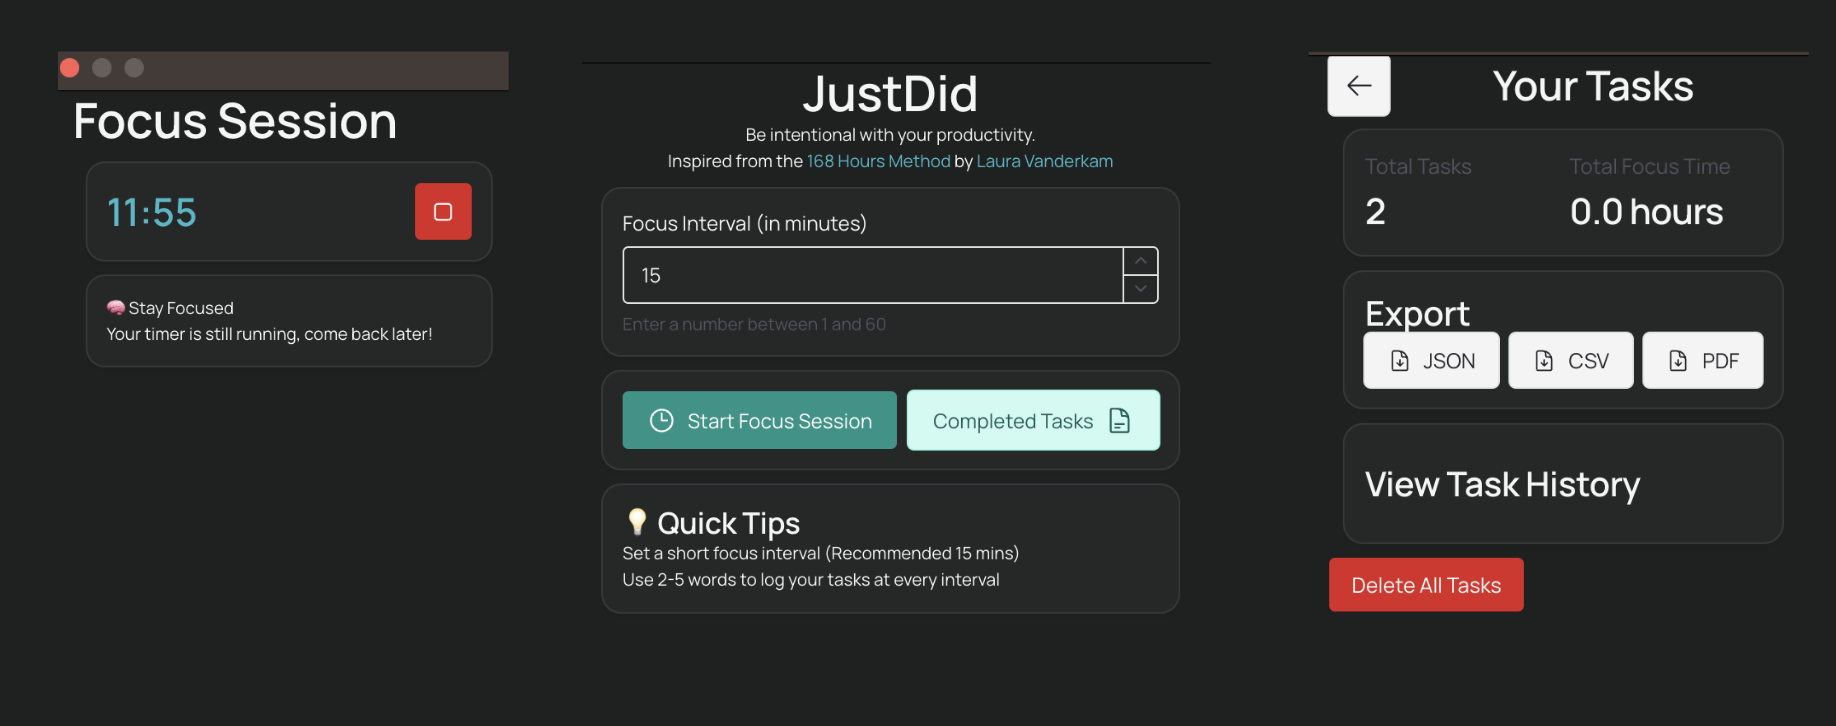 Focus Session
11:55
🧠 Stay Focused
Your timer is still running, come back later!
JustDid
Be intentional with your productivity.
Inspired from the 168 Hours Method by Laura Vanderkam
Focus Interval (in minutes)
15
Enter a number between 1 and 60
Start Focus Session
Completed Tasks
💡 Quick Tips
Set a short focus interval (Recommended 15 mins)
Use 2-5 words to log your tasks at every interval
Your Tasks
Total Tasks
2
Total Focus Time
0.0 hours
Export
JSON
CSV
PDF
View Task History
Delete All Tasks